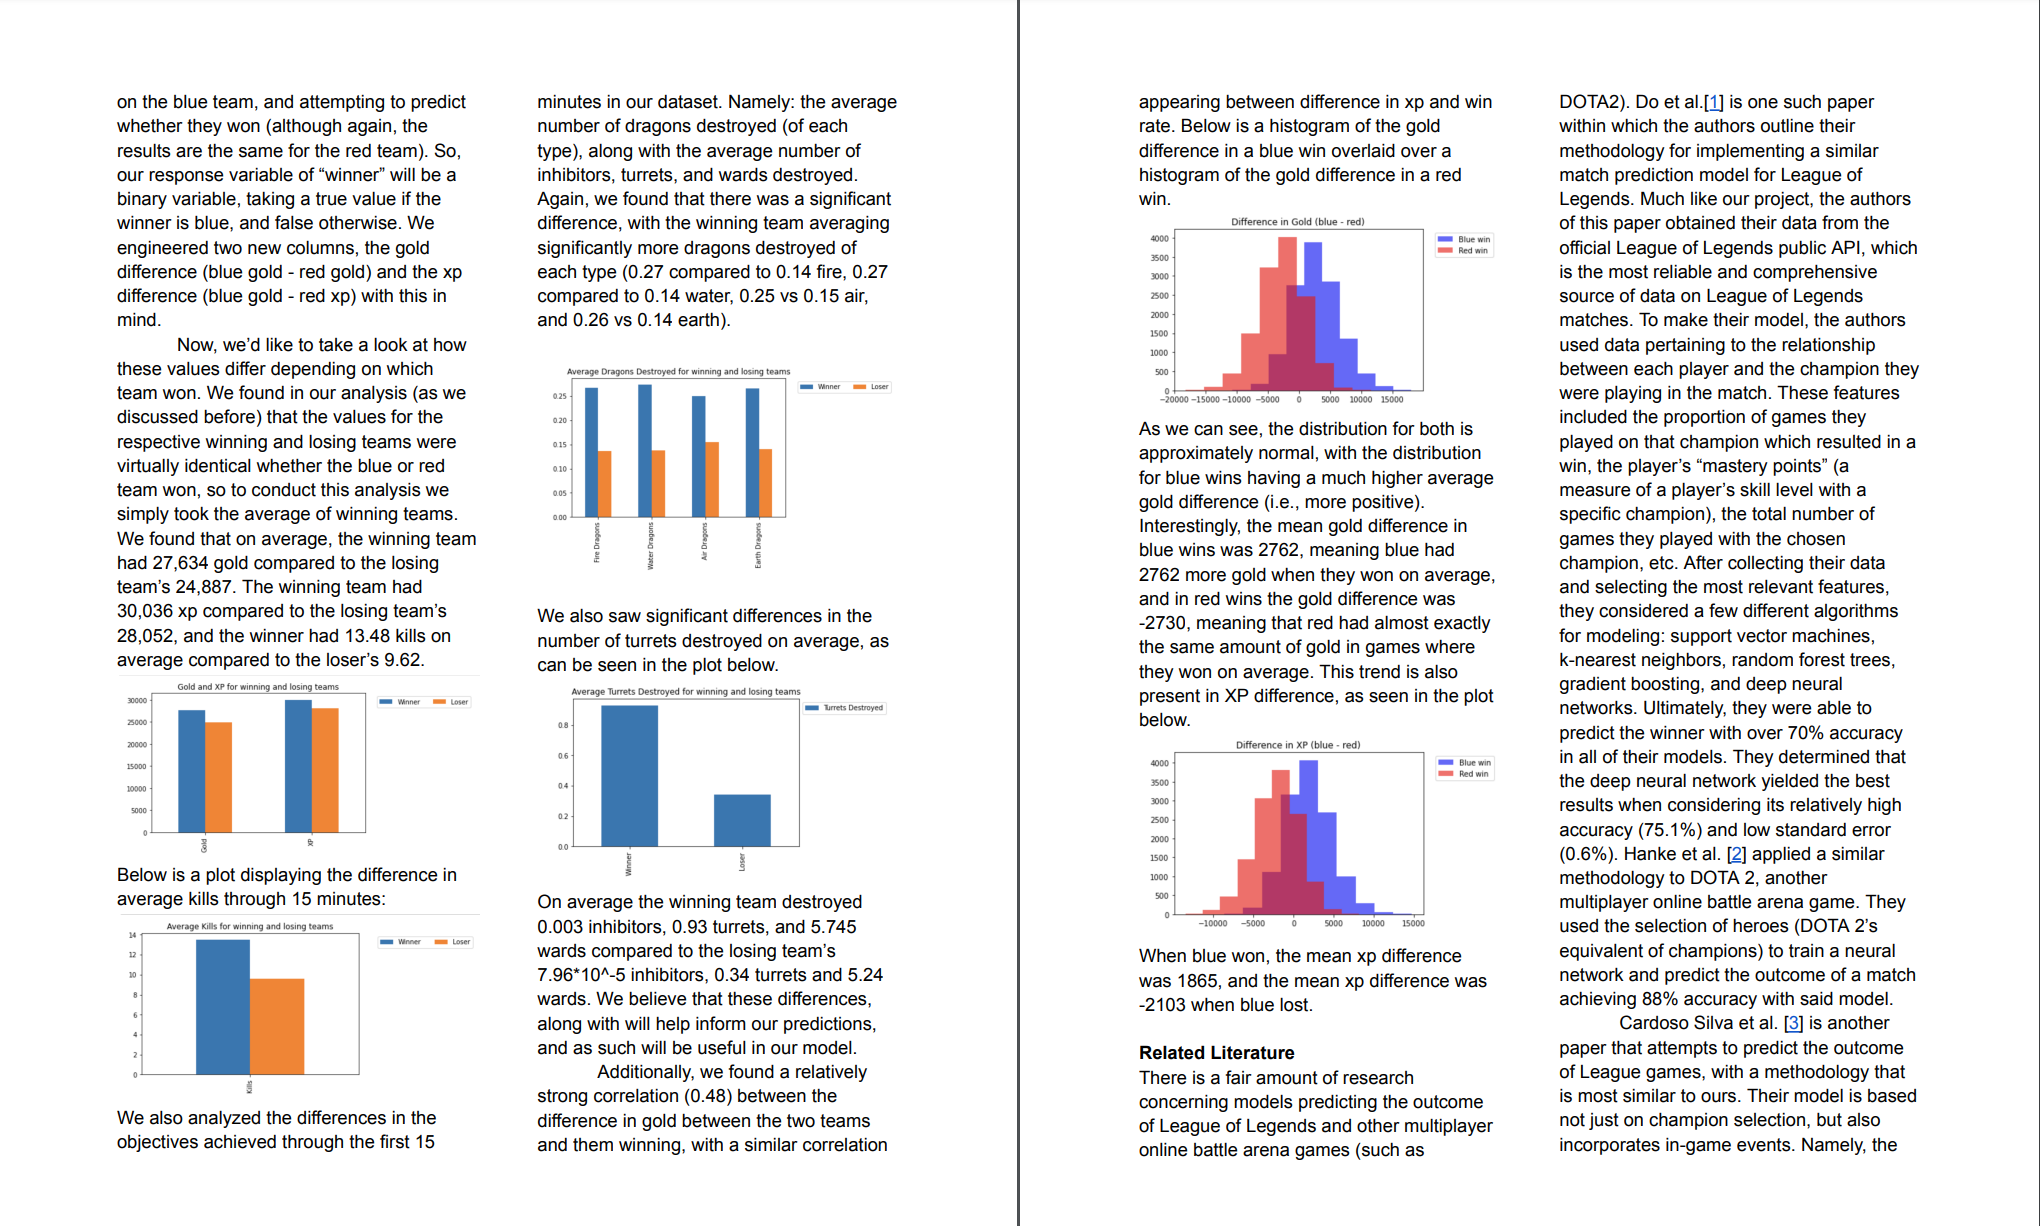 on the blue team, and attempting to predict
whether they won (although again, the
results are the same for the red team). So,
our response variable of “winner” will be a
binary variable, taking a true value if the
winner is blue, and false otherwise. We
engineered two new columns, the gold
difference (blue gold - red gold) and the xp
difference (blue gold - red xp) with this in
mind.
Now, we’d like to take a look at how
these values differ depending on which
team won. We found in our analysis (as we
discussed before) that the values for the
respective winning and losing teams were
virtually identical whether the blue or red
team won, so to conduct this analysis we
simply took the average of winning teams.
We found that on average, the winning team
had 27,634 gold compared to the losing
team’s 24,887. The winning team had
30,036 xp compared to the losing team’s
28,052, and the winner had 13.48 kills on
average compared to the loser’s 9.62.
Gold and XP for winning and losing teams
Winner Loser
30000
25000
20000
15000
10000
5000
0
Gold XP
Below is a plot displaying the difference in
average kills through 15 minutes:
Average Kills for winning and losing teams
Winner Loser
14
12
10
8
6
4
2
0
Kills
We also analyzed the differences in the
objectives achieved through the first 15
minutes in our dataset. Namely: the average
number of dragons destroyed (of each
type), along with the average number of
inhibitors, turrets, and wards destroyed.
Again, we found that there was a significant
difference, with the winning team averaging
significantly more dragons destroyed of
each type (0.27 compared to 0.14 fire, 0.27
compared to 0.14 water, 0.25 vs 0.15 air,
and 0.26 vs 0.14 earth).
Average Dragons Destroyed for winning and losing teams
Winner Loser
0.25
0.20
0.15
0.10
0.05
0.00
Fire Dragons Water Dragons Air Dragons Earth Dragons
We also saw significant differences in the
number of turrets destroyed on average, as
can be seen in the plot below.
Average Turrets Destroyed for winning and losing teams
Turrets Destroyed
0.8
0.6
0.4
0.2
0.0
Winner Loser
On average the winning team destroyed
0.003 inhibitors, 0.93 turrets, and 5.745
wards compared to the losing team’s
7.96*10^-5 inhibitors, 0.34 turrets and 5.24
wards. We believe that these differences,
along with will help inform our predictions,
and as such will be useful in our model.
Additionally, we found a relatively
strong correlation (0.48) between the
difference in gold between the two teams
and them winning, with a similar correlation
appearing between difference in xp and win
rate. Below is a histogram of the gold
difference in a blue win overlaid over a
histogram of the gold difference in a red
win.
Difference in Gold (blue - red)
Blue win
Red win
4000
3500
3000
2500
2000
1500
1000
500
0
−20000 −15000 −10000 −5000 0 5000 10000 15000
As we can see, the distribution for both is
approximately normal, with the distribution
for blue wins having a much higher average
gold difference (i.e., more positive).
Interestingly, the mean gold difference in
blue wins was 2762, meaning blue had
2762 more gold when they won on average,
and in red wins the gold difference was
-2730, meaning that red had almost exactly
the same amount of gold in games where
they won on average. This trend is also
present in XP difference, as seen in the plot
below.
Difference in XP (blue - red)
Blue win
Red win
4000
3500
3000
2500
2000
1500
1000
500
0
−10000 −5000 0 5000 10000 15000
When blue won, the mean xp difference
was 1865, and the mean xp difference was
-2103 when blue lost.
Related Literature
There is a fair amount of research
concerning models predicting the outcome
of League of Legends and other multiplayer
online battle arena games (such as
DOTA2). Do et al.[1] is one such paper
within which the authors outline their
methodology for implementing a similar
match prediction model for League of
Legends. Much like our project, the authors
of this paper obtained their data from the
official League of Legends public API, which
is the most reliable and comprehensive
source of data on League of Legends
matches. To make their model, the authors
used data pertaining to the relationship
between each player and the champion they
were playing in the match. These features
included the proportion of games they
played on that champion which resulted in a
win, the player’s “mastery points” (a
measure of a player’s skill level with a
specific champion), the total number of
games they played with the chosen
champion, etc. After collecting their data
and selecting the most relevant features,
they considered a few different algorithms
for modeling: support vector machines,
k-nearest neighbors, random forest trees,
gradient boosting, and deep neural
networks. Ultimately, they were able to
predict the winner with over 70% accuracy
in all of their models. They determined that
the deep neural network yielded the best
results when considering its relatively high
accuracy (75.1%) and low standard error
(0.6%). Hanke et al. [2] applied a similar
methodology to DOTA 2, another
multiplayer online battle arena game. They
used the selection of heroes (DOTA 2’s
equivalent of champions) to train a neural
network and predict the outcome of a match
achieving 88% accuracy with said model.
Cardoso Silva et al. [3] is another
paper that attempts to predict the outcome
of League games, with a methodology that
is most similar to ours. Their model is based
not just on champion selection, but also
incorporates in-game events. Namely, the